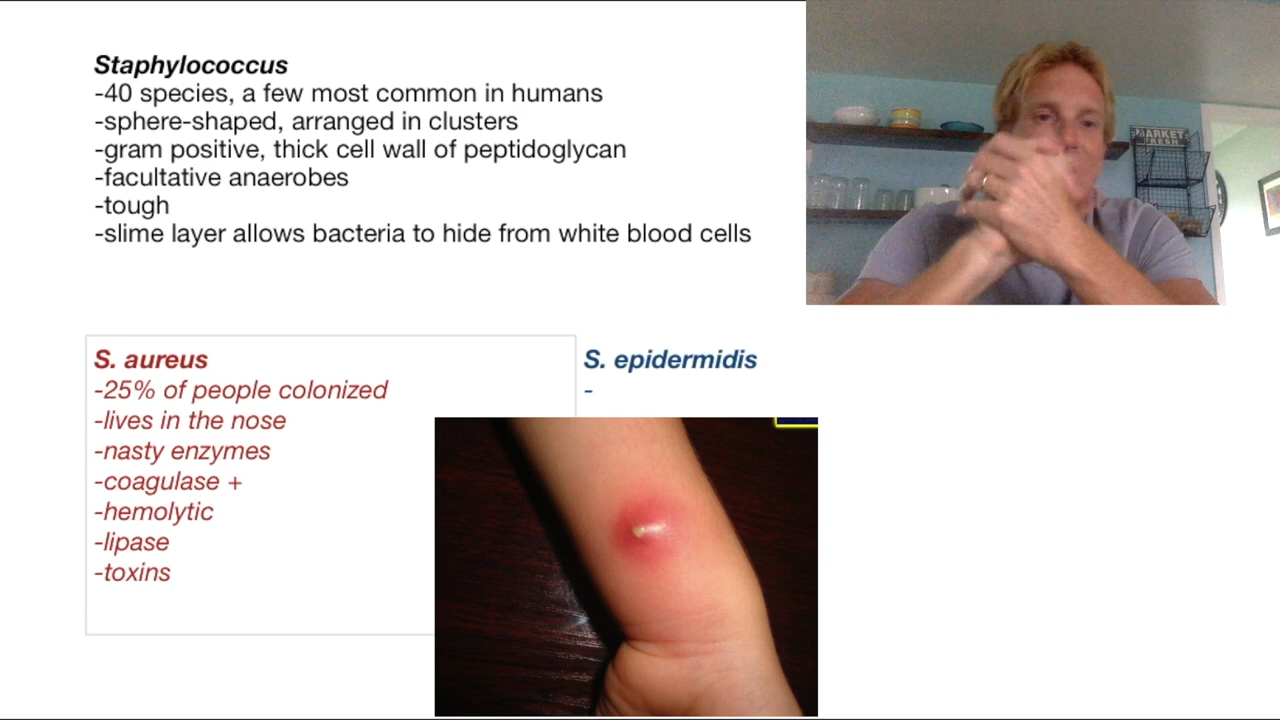 Staphylococcus
-40 species, a few most common in humans
-sphere-shaped, arranged in clusters
-gram positive, thick cell wall of peptidoglycan
-facultative anaerobes
-tough
-slime layer allows bacteria to hide from white blood cells
MARKET
FRESH
S. aureus
-25% of people colonized
-lives in the nose
-nasty enzymes
-coagulase +
-hemolytic
-lipase
-toxins
S. epidermidis
-